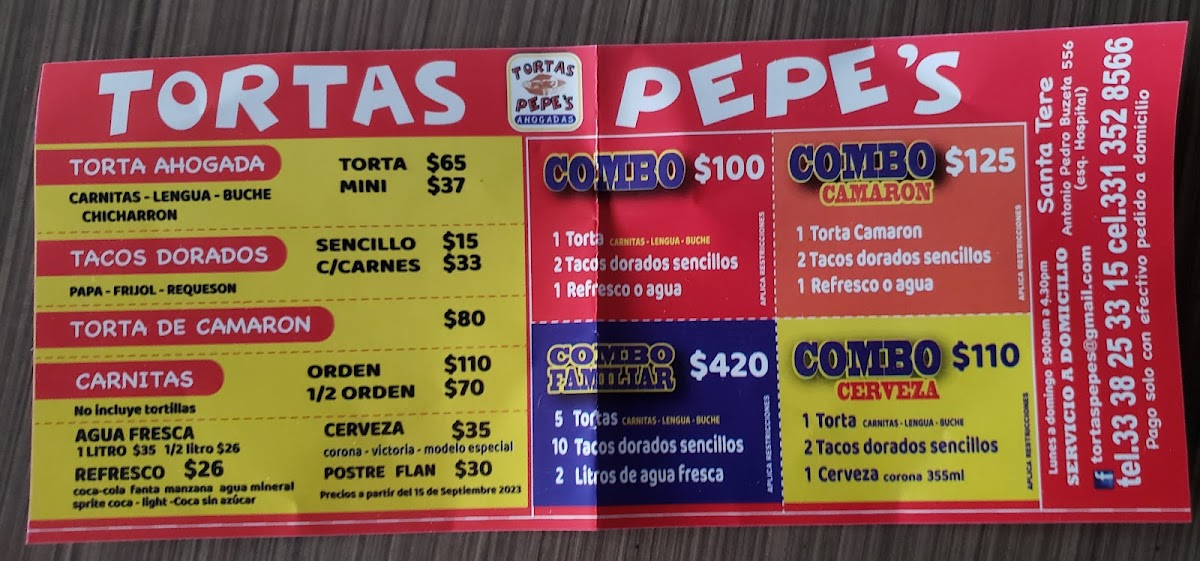 TORTAS PEPE'S
TORTAS
PEPE'S
AHOGADAS
TORTA AHOGADA
TORTA $65
MINI $37
CARNITAS - LENGUA - BUCHE
CHICHARRON
TACOS DORADOS
SENCILLO $15
C/CARNES $33
PAPA - FRIJOL - REQUESON
TORTA DE CAMARON $80
CARNITAS
ORDEN $110
1/2 ORDEN $70
No incluye tortillas
AGUA FRESCA
1 LITRO $35 1/2 litro $26
REFRESCO $26
coca-cola fanta manzana agua mineral
sprite coca - light -Coca sin azúcar
CERVEZA $35
corona - victoria - modelo especial
POSTRE FLAN $30
Precios a partir del 15 de Septiembre 2023
COMBO $100
1 Torta CARNITAS - LENGUA - BUCHE
2 Tacos dorados sencillos
1 Refresco o agua
APLICA RESTRICCIONES
COMBO $125
CAMARON
1 Torta Camaron
2 Tacos dorados sencillos
1 Refresco o agua
APLICA RESTRICCIONES
COMBO
FAMILIAR $420
5 Tortas CARNITAS - LENGUA - BUCHE
10 Tacos dorados sencillos
2 Litros de agua fresca
APLICA RESTRICCIONES
COMBO $110
CERVEZA
1 Torta CARNITAS - LENGUA - BUCHE
2 Tacos dorados sencillos
1 Cerveza corona 355ml
APLICA RESTRICCIONES
Lunes a domingo 9:00am a 4.30pm
SERVICIO A DOMICILIO
f tortaspepes@gmail.com
Santa Tere
Antonio Pedro Buzeta 556
(esq. Hospital)
tel.33 38 25 33 15 cel.331 352 8566
Pago solo con efectivo pedido a domicilio